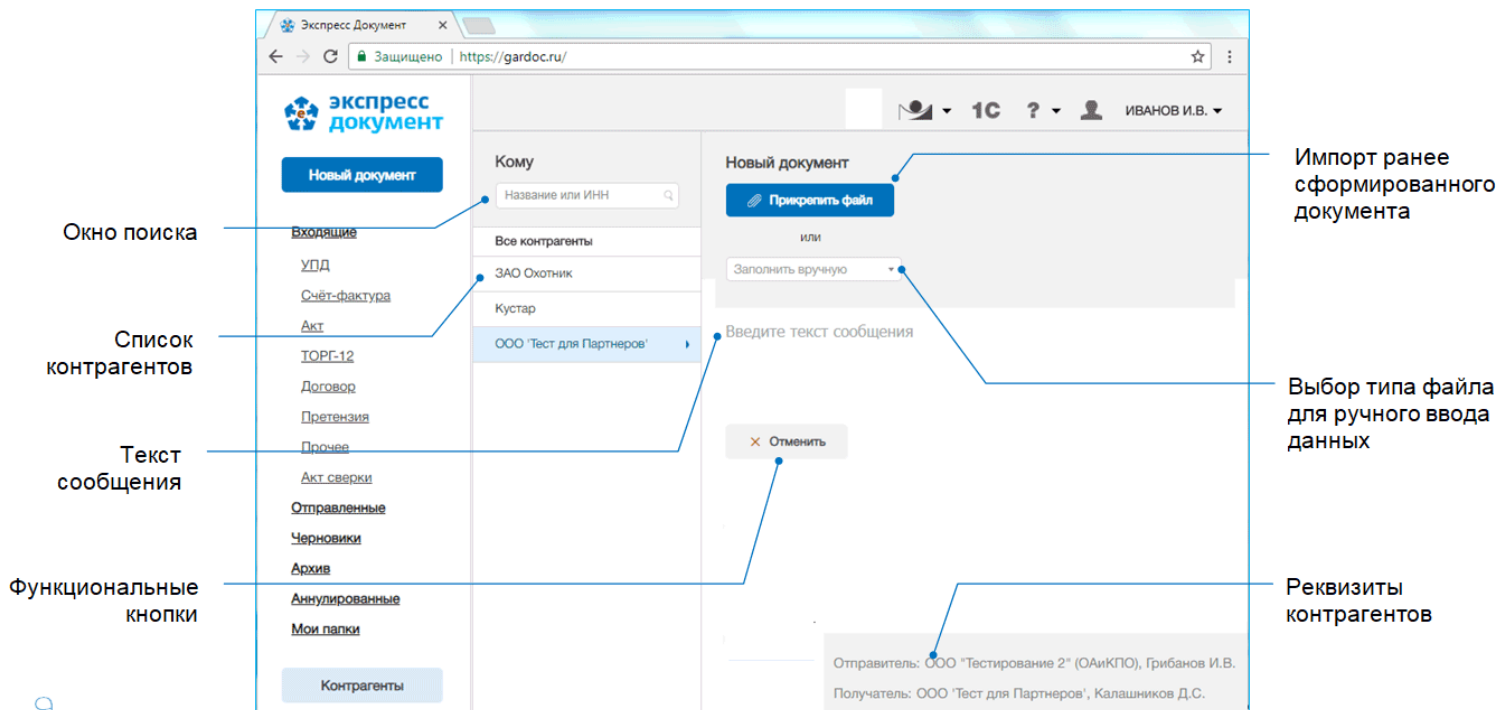 Экспресс Документ
Защищено
https://gardoc.ru/
экспресс
документ
1С
?
ИВАНОВ И.В.
Новый документ
Входящие
УПД
Счёт-фактура
Акт
ТОРГ-12
Договор
Претензия
Прочее
Акт сверки
Отправленные
Черновики
Архив
Аннулированные
Мои папки
Контрагенты
Кому
Название или ИНН
Все контрагенты
ЗАО Охотник
Кустар
ООО 'Тест для Партнеров'
Новый документ
Прикрепить файл
или
Заполнить вручную
Введите текст сообщения
Отменить
Отправитель: ООО "Тестирование 2" (ОАиКПО), Грибанов И.В.
Получатель: ООО 'Тест для Партнеров', Калашников Д.С.
Окно поиска
Список
контрагентов
Текст
сообщения
Функциональные
кнопки
Импорт ранее
сформированного
документа
Выбор типа файла
для ручного ввода
данных
Реквизиты
контрагентов